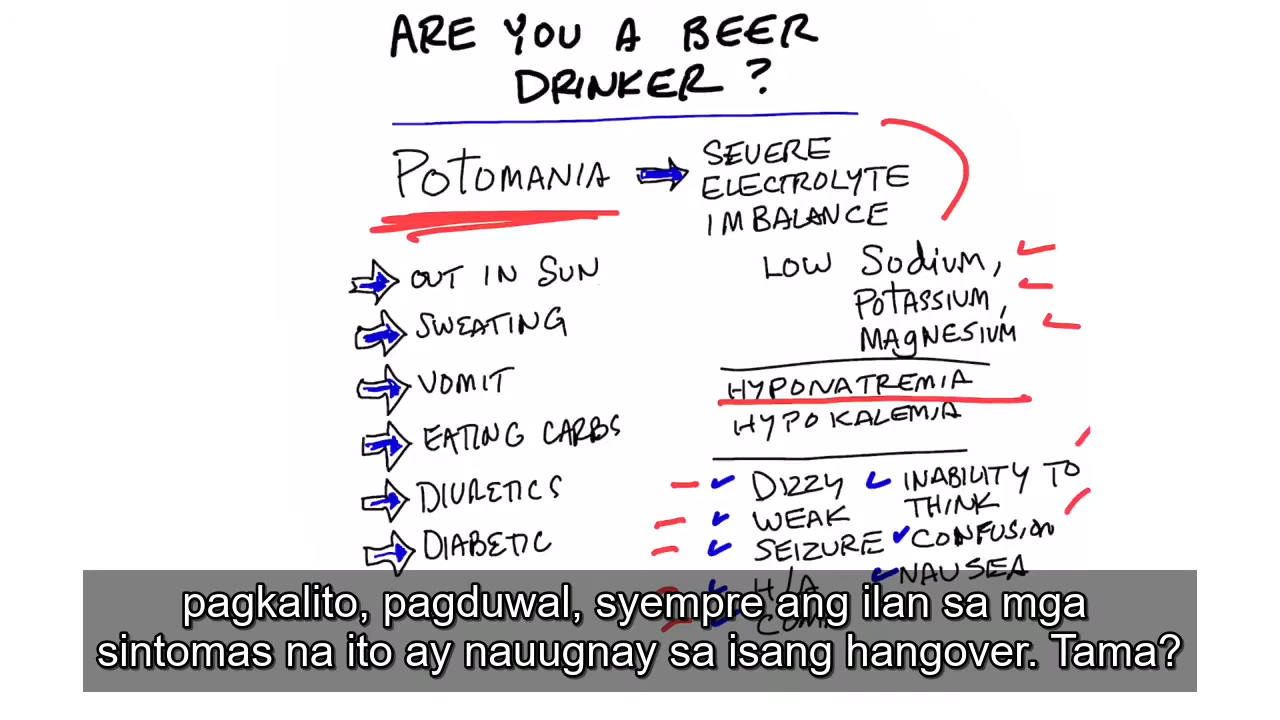 ARE YOU A BEER
DRINKER?
POTOMANIA
SEVERE
ELECTROLYTE
IMBALANCE
OUT IN SUN
SWEATING
VOMIT
EATING CARBS
DIURETICS
DIABETIC
LOW Sodium,
POTASSIUM,
MAgNESIUM
HYPONATREMIA
HYPOKALEMIA
DIZZY
WEAK
SEIZURE
H/A
INABILITY TO
THINK
CONFUSION
NAUSEA
pagkalito, pagduwal, syempre ang ilan sa mga
sintomas na ito ay nauugnay sa isang hangover. Tama?